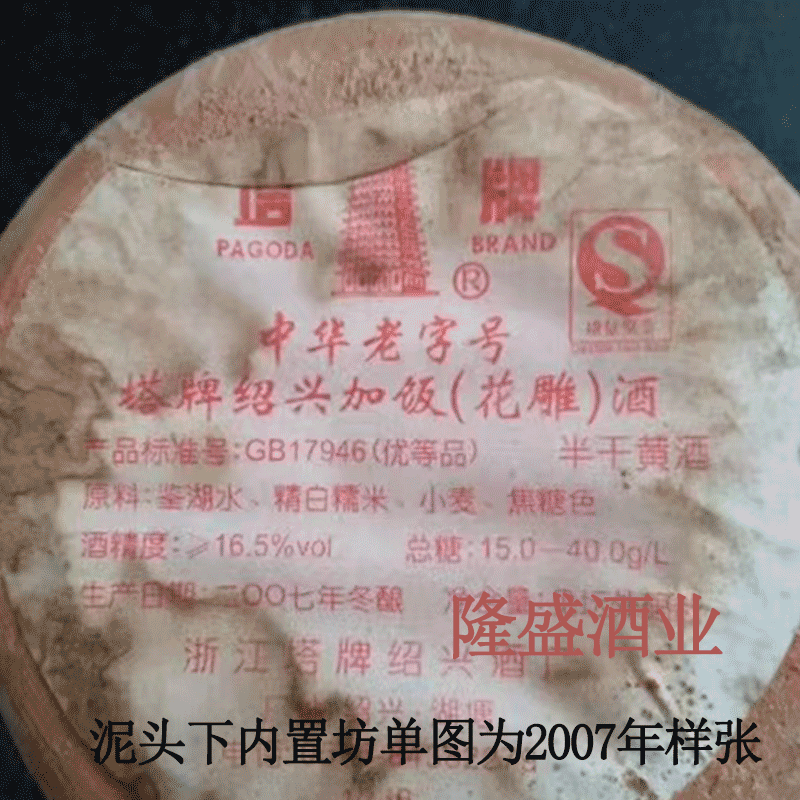 塔 牌
PAGODA BRAND
®
中华老字号
塔牌绍兴加饭(花雕)酒
产品标准号:GB17946(优等品) 半干黄酒
原料:鉴湖水、精白糯米、小麦、焦糖色
酒精度:≥16.5%vol 总糖:15.0—40.0g/L
生产日期:二OO七年冬酿
隆盛酒业
浙江塔牌绍兴酒厂
泥头下内置坊单图为2007年样张